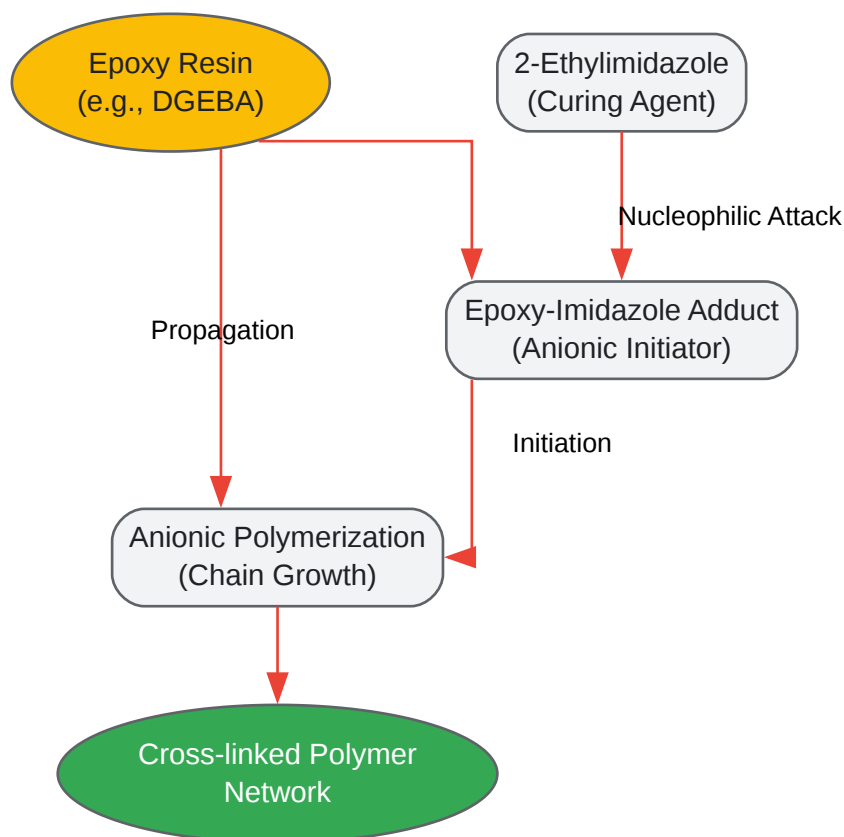 Epoxy Resin
(e.g., DGEBA)
2-Ethylimidazole
(Curing Agent)
Nucleophilic Attack
Epoxy-Imidazole Adduct
(Anionic Initiator)
Propagation
Initiation
Anionic Polymerization
(Chain Growth)
Cross-linked Polymer
Network